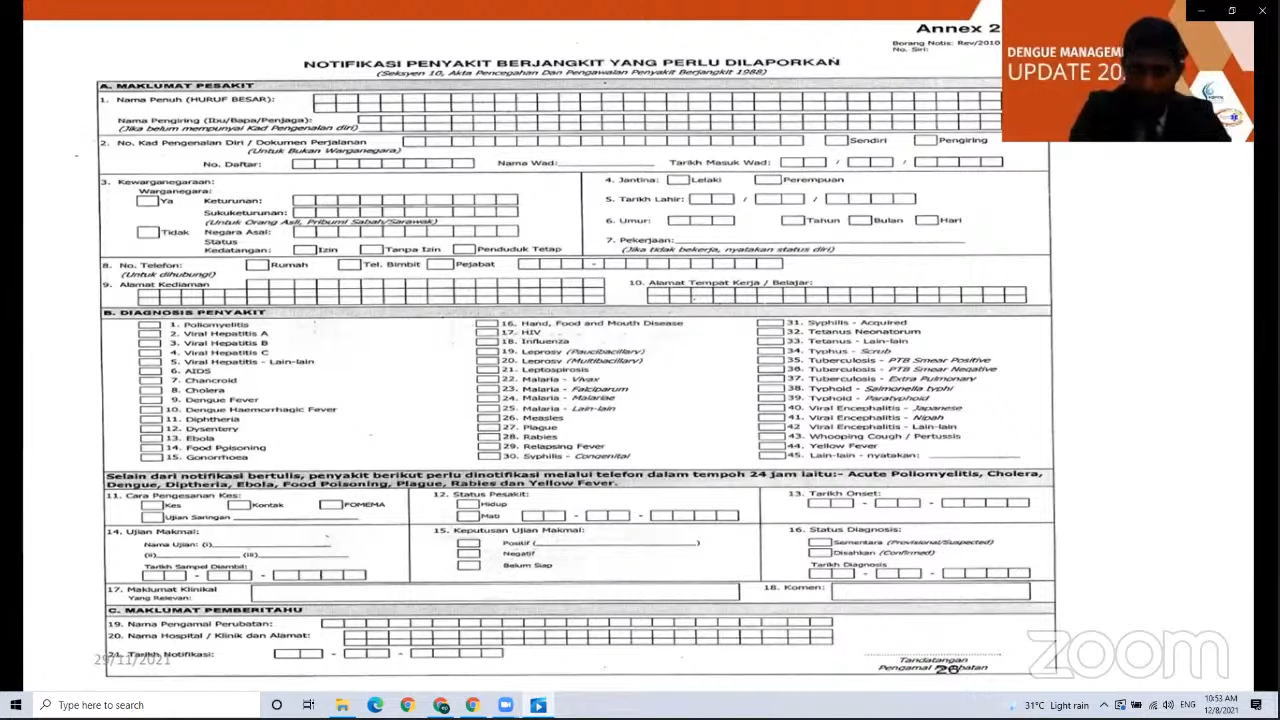 Annex 2
Borang Notis: Rev/2010
No. Siri:
DENGUE MANAGEM
UPDATE 20
NOTIFIKASI PENYAKIT BERJANGKIT YANG PERLU DILAPORKAN
(Seksyen 10, Akta Pencegahan Dan Pengawalan Penyakit Berjangkit 1988)
A. MAKLUMAT PESAKIT
1. Nama Penuh (HURUF BESAR):
Nama Pengiring (Ibu/Bapa/Penjaga):
(Jika belum mempunyai Kad Pengenalan diri)
2. No. Kad Pengenalan Diri / Dokumen Perjalanan
(Untuk Bukan Warganegara)
Sendiri Pengiring
No. Daftar: Nama Wad: Tarikh Masuk Wad: / /
3. Kewarganegaraan:
Warganegara:
Ya Keturunan:
Sukuketurunan:
(Untuk Orang Asli, Pribumi Sabah/Sarawak)
Tidak Negara Asal:
Status
Kedatangan: Izin Tanpa Izin Penduduk Tetap
4. Jantina: Lelaki Perempuan
5. Tarikh Lahir: / /
6. Umur: Tahun Bulan Hari
7. Pekerjaan:
(Jika tidak bekerja, nyatakan status diri)
8. No. Telefon: Rumah Tel. Bimbit Pejabat -
(Untuk dihubungi)
9. Alamat Kediaman
10. Alamat Tempat Kerja / Belajar:
B. DIAGNOSIS PENYAKIT
1. Poliomyelitis
2. Viral Hepatitis A
3. Viral Hepatitis B
4. Viral Hepatitis C
5. Viral Hepatitis - Lain-lain
6. AIDS
7. Chancroid
8. Cholera
9. Dengue Fever
10. Dengue Haemorrhagic Fever
11. Diphtheria
12. Dysentery
13. Ebola
14. Food Poisoning
15. Gonorrhoea
16. Hand, Food and Mouth Disease
17. HIV
18. Influenza
19. Leprosy (Paucibacillary)
20. Leprosy (Multibacillary)
21. Leptospirosis
22. Malaria - Vivax
23. Malaria - Falciparum
24. Malaria - Malariae
25. Malaria - Lain-lain
26. Measles
27. Plague
28. Rabies
29. Relapsing Fever
30. Syphilis - Congenital
31. Syphilis - Acquired
32. Tetanus Neonatorum
33. Tetanus - Lain-lain
34. Typhus - Scrub
35. Tuberculosis - PTB Smear Positive
36. Tuberculosis - PTB Smear Negative
37. Tuberculosis - Extra Pulmonary
38. Typhoid - Salmonella typhi
39. Typhoid - Paratyphoid
40. Viral Encephalitis - Japanese
41. Viral Encephalitis - Nipah
42 Viral Encephalitis - Lain-lain
43. Whooping Cough / Pertussis
44. Yellow Fever
45. Lain-lain - nyatakan:
Selain dari notifikasi bertulis, penyakit berikut perlu dinotifikasi melalui telefon dalam tempoh 24 jam iaitu:- Acute Poliomyelitis, Cholera,
Dengue, Diptheria, Ebola, Food Poisoning, Plague, Rabies dan Yellow Fever.
11. Cara Pengesanan Kes:
Kes Kontak FOMEMA
Ujian Saringan
12. Status Pesakit:
Hidup
Mati - -
13. Tarikh Onset:
- -
14. Ujian Makmal:
Nama Ujian: (i)
(ii) (iii)
Tarikh Sampel Diambil:
- -
15. Keputusan Ujian Makmal:
Positif ( )
Negatif
Belum Siap
16. Status Diagnosis:
Sementara (Provisional/Suspected)
Disahkan (Confirmed)
Tarikh Diagnosis
- -
17. Maklumat Klinikal
Yang Relevan:
18. Komen:
C. MAKLUMAT PEMBERITAHU
19. Nama Pengamal Perubatan:
20. Nama Hospital / Klinik dan Alamat:
21. Tarikh Notifikasi: - -
29/11/2021
Tandatangan
Pengamal Perubatan
26
zoom
Type here to search
31°C Light rain
ENG
10:53 AM
12/8/2021